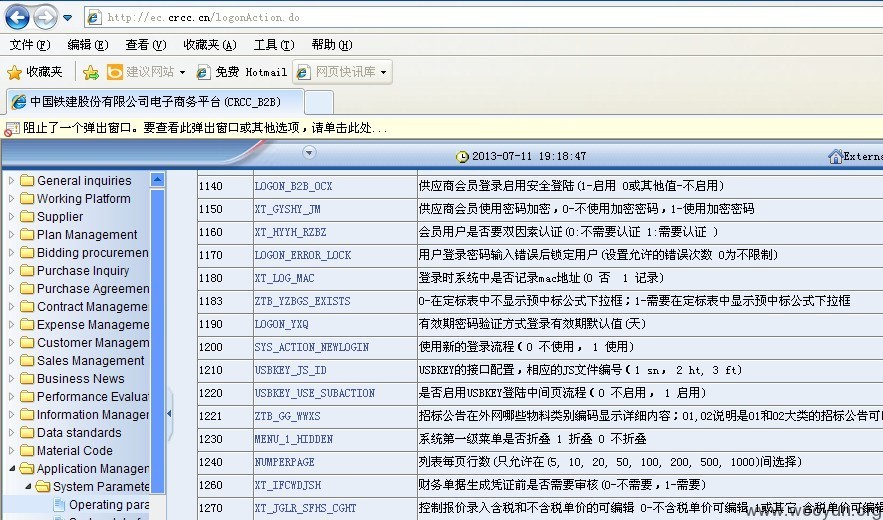 http://ec.crcc.cn/logonAction.do
文件(F) 编辑(E) 查看(V) 收藏夹(A) 工具(T) 帮助(H)
收藏夹 建议网站 免费 Hotmail 网页快讯库
中国铁建股份有限公司电子商务平台(CRCC_B2B)
阻止了一个弹出窗口。要查看此弹出窗口或其他选项，请单击此处...
2013-07-11 19:18:47 Externa
General inquiries
Working Platform
Supplier
Plan Management
Bidding procuremen
Purchase Inquiry
Purchase Agreemen
Contract Manageme
Expense Manageme
Customer Managem
Sales Management
Business News
Performance Evalua
Information Manager
Data standards
Material Code
Application Manager
System Paramete
Operating para
1140 LOGON_B2B_OCX 供应商会员登录启用安全登陆(1-启用 0或其他值-不启用)
1150 XT_GYSHY_JM 供应商会员使用密码加密，0-不使用加密密码，1-使用加密密码
1160 XT_HYYH_RZBZ 会员用户是否要双因素认证(0:不需要认证 1:需要认证 )
1170 LOGON_ERROR_LOCK 用户登录密码输入错误后锁定用户(设置允许的错误次数 0为不限制)
1180 XT_LOG_MAC 登录时系统中是否记录mac地址(0 否 1 记录)
1183 ZTB_YZBGS_EXISTS 0-在定标表中不显示预中标公式下拉框；1-需要在定标表中显示预中标公式下拉框
1190 LOGON_YXQ 有效期密码验证方式登录有效期默认值(天)
1200 SYS_ACTION_NEWLOGIN 使用新的登录流程( 0 不使用， 1 使用)
1210 USBKEY_JS_ID USBKEY的接口配置，相应的JS文件编号( 1 sn， 2 ht, 3 ft)
1220 USBKEY_USE_SUBACTION 是否启用USBKEY登陆中间页流程( 0 不启用， 1 启用)
1221 ZTB_GG_WWXS 招标公告在外网哪些物料类别编码显示详细内容；01,02说明是01和02大类的招标公告可
1230 MENU_1_HIDDEN 系统第一级菜单是否折叠 1 折叠 0 不折叠
1240 NUMPERPAGE 列表每页行数(只允许在(5, 10, 20, 50, 100, 200, 500, 1000)间选择)
1260 XT_IFCWDJSH 财务单据生成凭证前是否需要审核(0-不需要，1-需要)
1270 XT_JGLR_SFHS_CGHT 控制报价录入含税和不含税单价的可编辑 0-不含税单价可编辑 1或其它 含税单价可编辑
www.wooyun.org